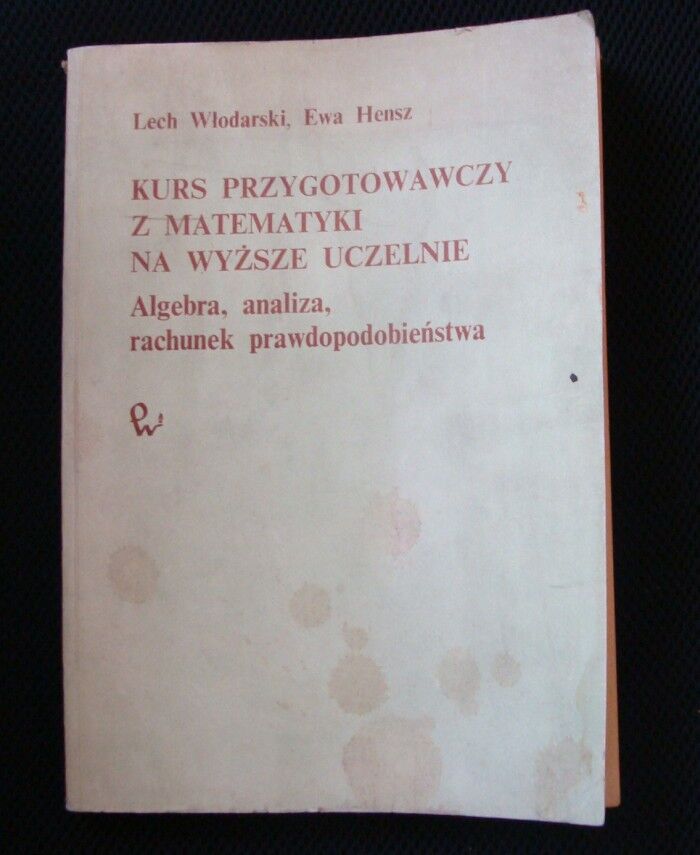 Lech Włodarski, Ewa Hensz
KURS PRZYGOTOWAWCZY
Z MATEMATYKI
NA WYŻSZE UCZELNIE
Algebra, analiza,
rachunek prawdopodobieństwa